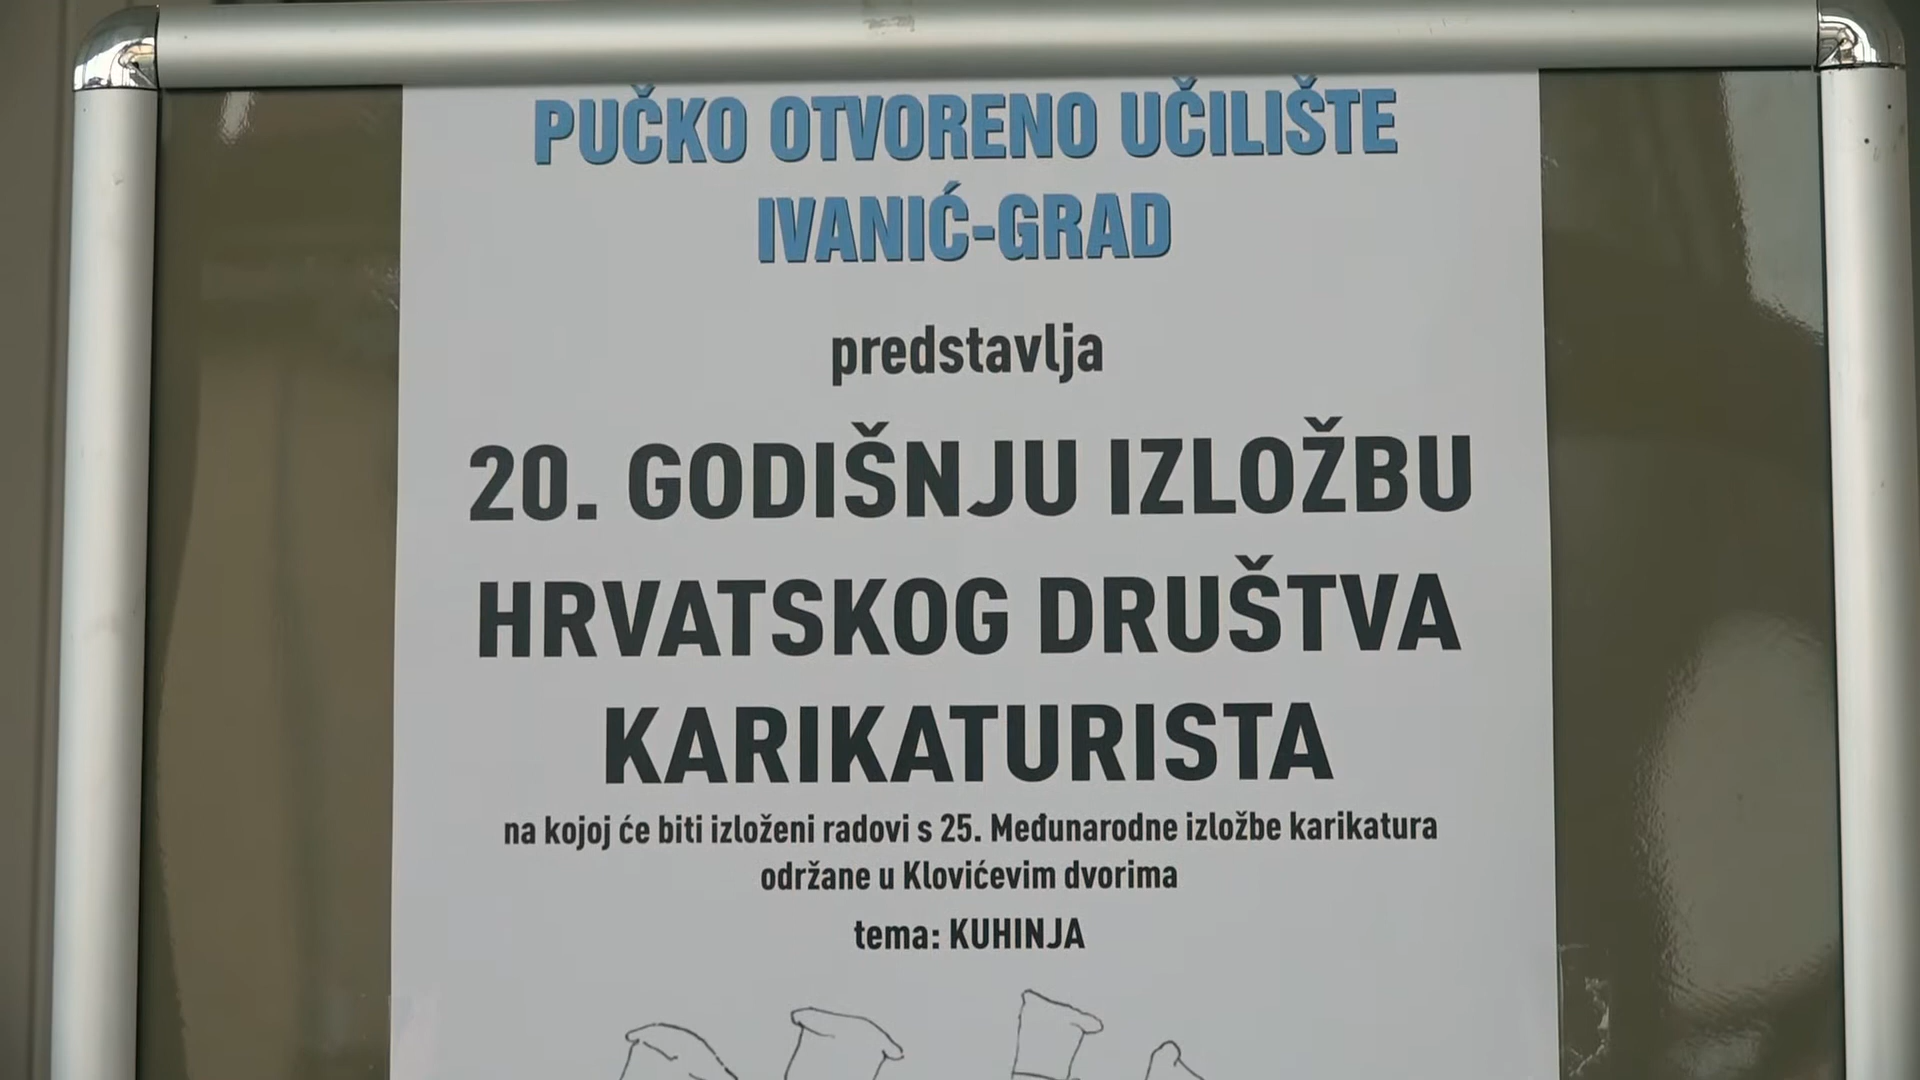 PUČKO OTVORENO UČILIŠTE
IVANIĆ-GRAD
predstavlja
20. GODIŠNJU IZLOŽBU
HRVATSKOG DRUŠTVA
KARIKATURISTA
na kojoj će biti izloženi radovi s 25. Međunarodne izložbe karikatura
održane u Klovićevim dvorima
tema: KUHINJA